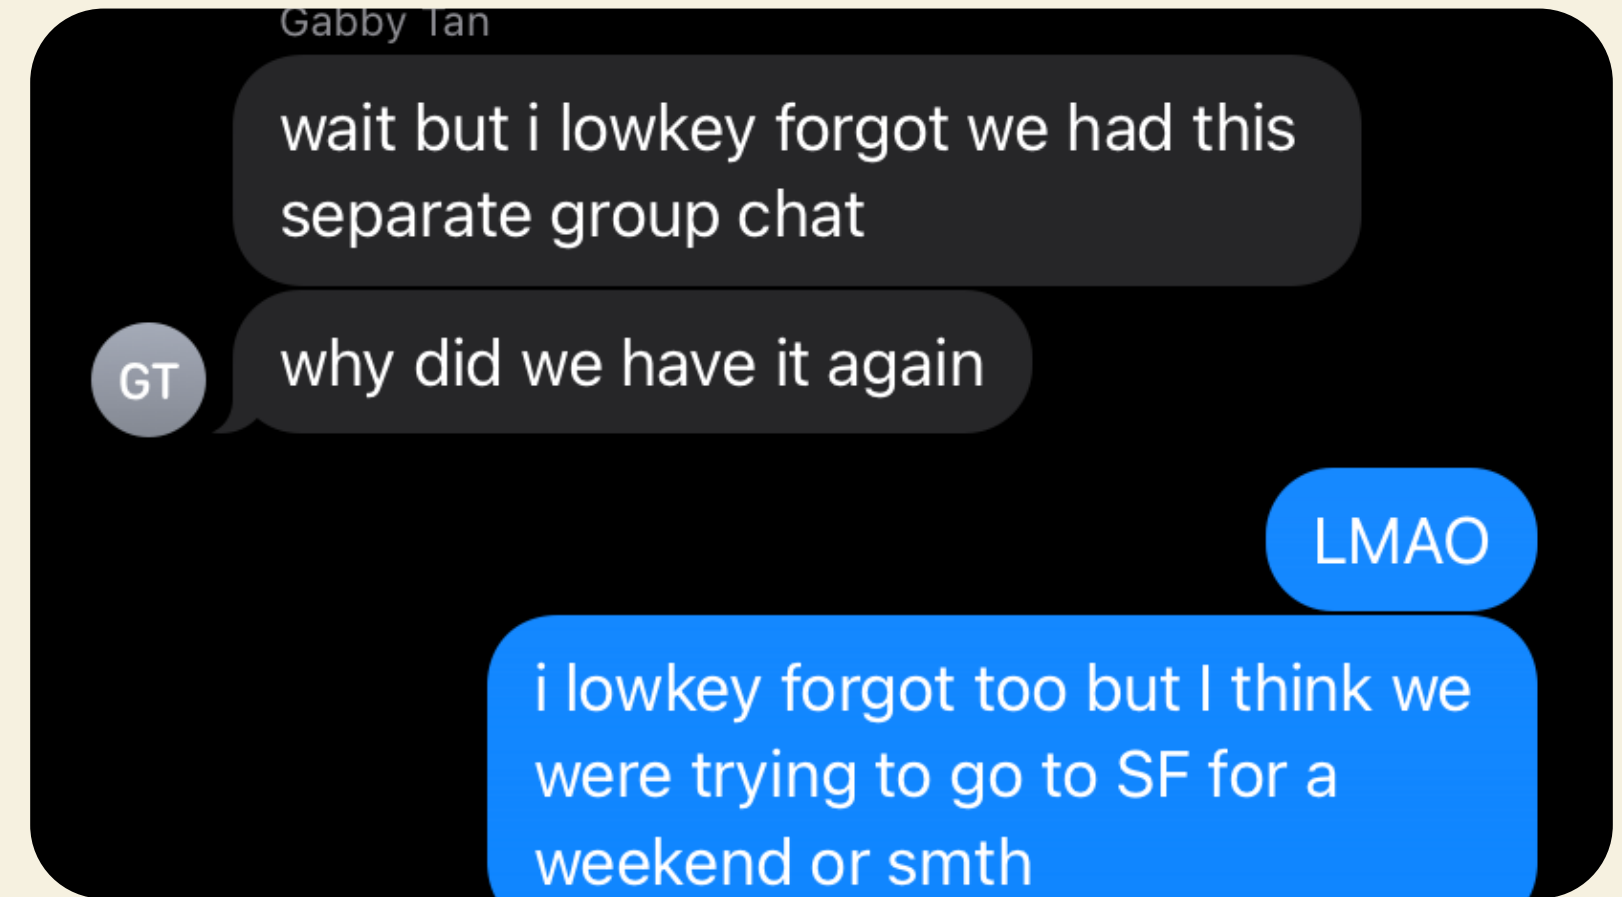 Gabby Tan
wait but i lowkey forgot we had this
separate group chat
why did we have it again
GT
LMAO
i lowkey forgot too but I think we
were trying to go to SF for a
weekend or smth